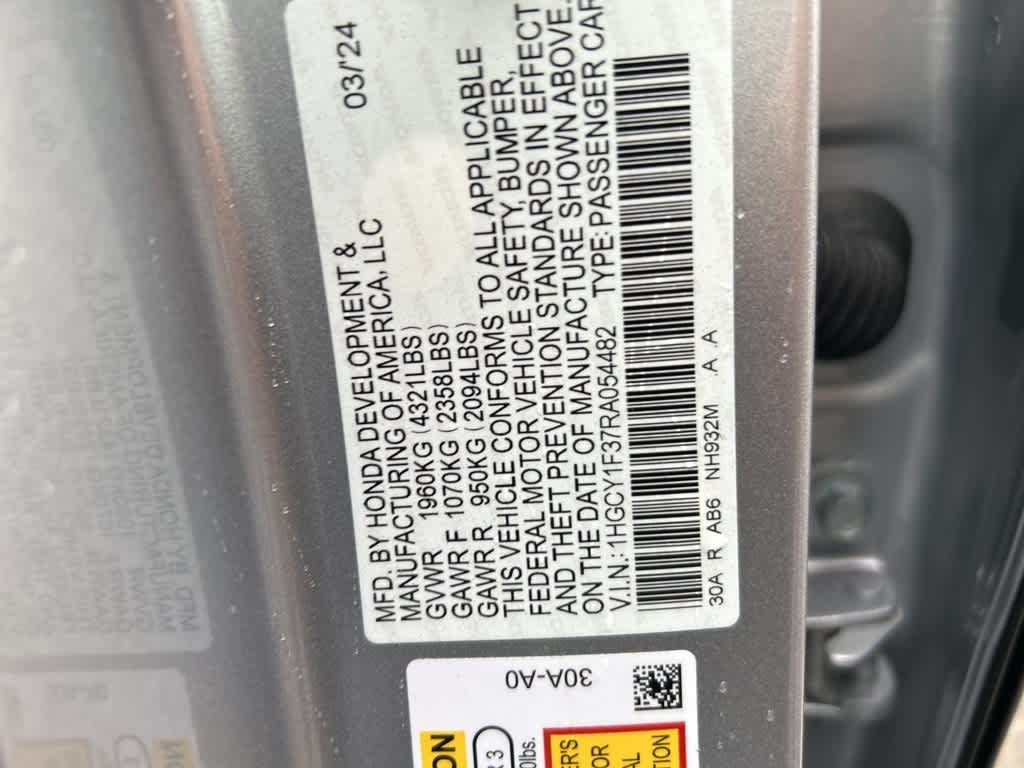 03/'24
MFD. BY HONDA DEVELOPMENT &
MANUFACTURING OF AMERICA, LLC
GVWR 1960KG (4321LBS)
GAWR F 1070KG (2358LBS)
GAWR R 950KG (2094LBS)
THIS VEHICLE CONFORMS TO ALL APPLICABLE
FEDERAL MOTOR VEHICLE SAFETY, BUMPER,
AND THEFT PREVENTION STANDARDS IN EFFECT
ON THE DATE OF MANUFACTURE SHOWN ABOVE.
V.I.N.: 1HGCY1F37RA054482 TYPE: PASSENGER CAR
30A R AB6 NH932M A .A
30A-A0